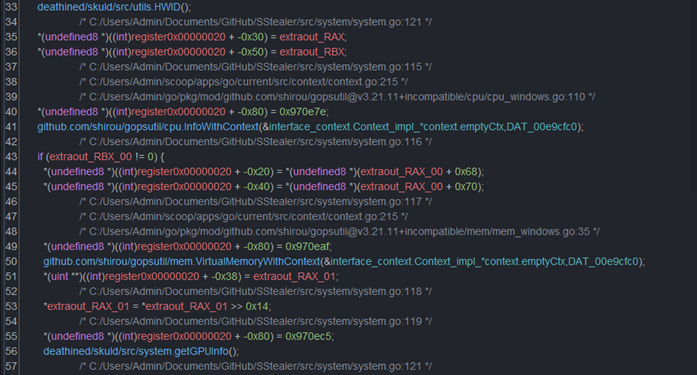 33 deathined/skuld/src/utils.HWID();
34 /* C:/Users/Admin/Documents/GitHub/SStealer/src/system/system.go:121 */
35 *(undefined8 *)((int)register0x00000020 + -0x30) = extraout_RAX;
36 *(undefined8 *)((int)register0x00000020 + -0x50) = extraout_RBX;
37 /* C:/Users/Admin/Documents/GitHub/SStealer/src/system/system.go:115 */
38 /* C:/Users/Admin/scoop/apps/go/current/src/context/context.go:215 */
39 /* C:/Users/Admin/go/pkg/mod/github.com/shirou/gopsutil@v3.21.11+incompatible/cpu/cpu_windows.go:110 */
40 *(undefined8 *)((int)register0x00000020 + -0x80) = 0x970e7e;
41 github.com/shirou/gopsutil/cpu.InfoWithContext(&interface_context.Context_impl_*context.emptyCtx,DAT_00e9cfc0);
42 /* C:/Users/Admin/Documents/GitHub/SStealer/src/system/system.go:116 */
43 if (extraout_RBX_00 != 0) {
44 *(undefined8 *)((int)register0x00000020 + -0x20) = *(undefined8 *)(extraout_RAX_00 + 0x68);
45 *(undefined8 *)((int)register0x00000020 + -0x40) = *(undefined8 *)(extraout_RAX_00 + 0x70);
46 /* C:/Users/Admin/Documents/GitHub/SStealer/src/system/system.go:117 */
47 /* C:/Users/Admin/scoop/apps/go/current/src/context/context.go:215 */
48 /* C:/Users/Admin/go/pkg/mod/github.com/shirou/gopsutil@v3.21.11+incompatible/mem/mem_windows.go:35 */
49 *(undefined8 *)((int)register0x00000020 + -0x80) = 0x970eaf;
50 github.com/shirou/gopsutil/mem.VirtualMemoryWithContext(&interface_context.Context_impl_*context.emptyCtx,DAT_00e9cfc0);
51 *(uint **)((int)register0x00000020 + -0x38) = extraout_RAX_01;
52 /* C:/Users/Admin/Documents/GitHub/SStealer/src/system/system.go:118 */
53 *extraout_RAX_01 = *extraout_RAX_01 >> 0x14;
54 /* C:/Users/Admin/Documents/GitHub/SStealer/src/system/system.go:119 */
55 *(undefined8 *)((int)register0x00000020 + -0x80) = 0x970ec5;
56 deathined/skuld/src/system.getGPUInfo();
57 /* C:/Users/Admin/Documents/GitHub/SStealer/src/system/system.go:121 */